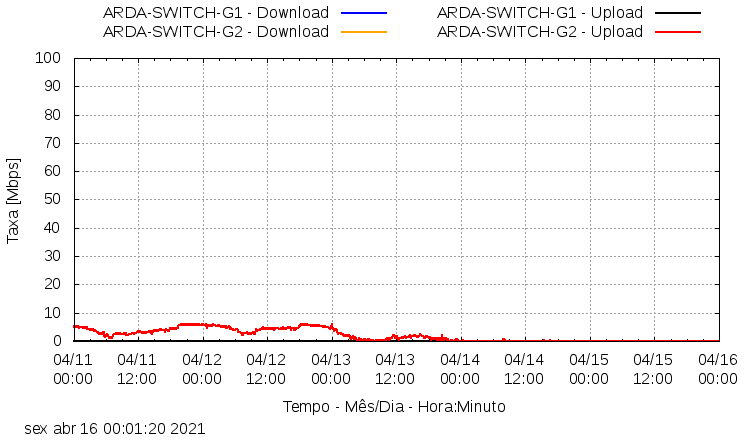 ARDA-SWITCH-G1 - Download ARDA-SWITCH-G1 - Upload
ARDA-SWITCH-G2 - Download ARDA-SWITCH-G2 - Upload
100
90
80
70
60
50
40
30
20
10
0
Taxa [Mbps]
04/11 04/11 04/12 04/12 04/13 04/13 04/14 04/14 04/15 04/15 04/16
00:00 12:00 00:00 12:00 00:00 12:00 00:00 12:00 00:00 12:00 00:00
Tempo - Mês/Dia - Hora:Minuto
sex abr 16 00:01:20 2021